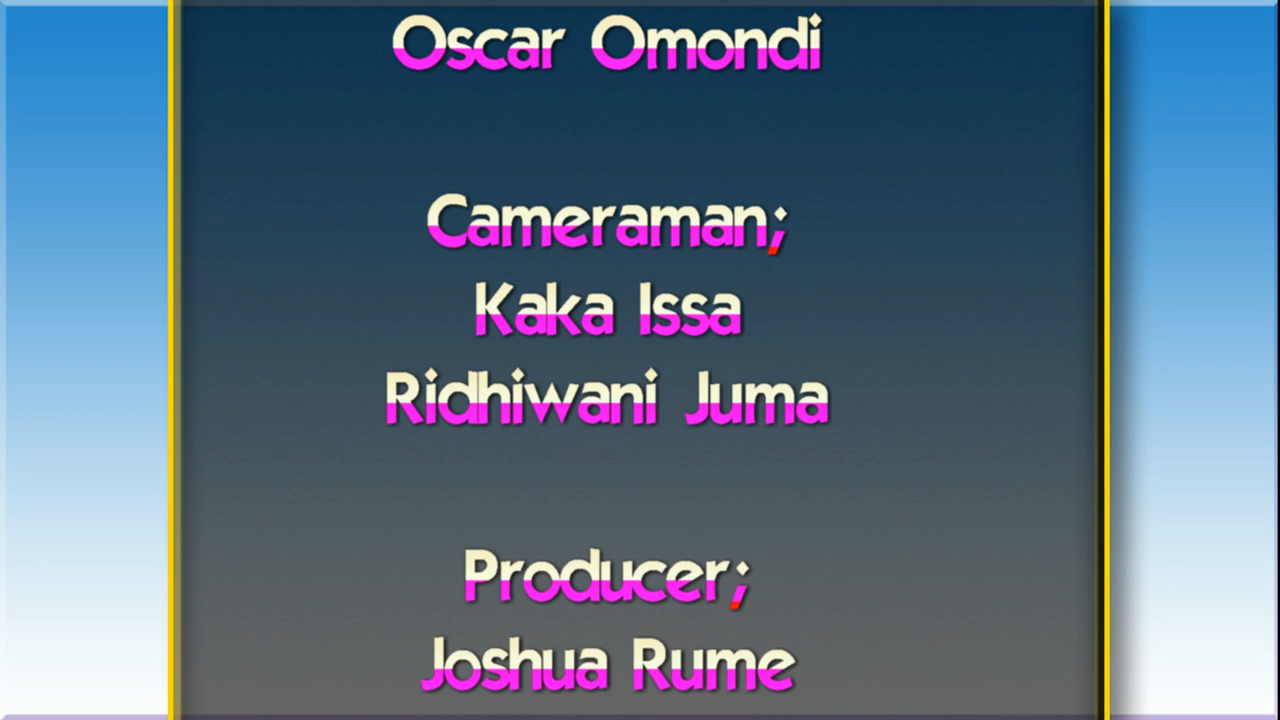 Oscar Omondi
Cameraman;
Kaka Issa
Ridhiwani Juma
Producer;
Joshua Rume